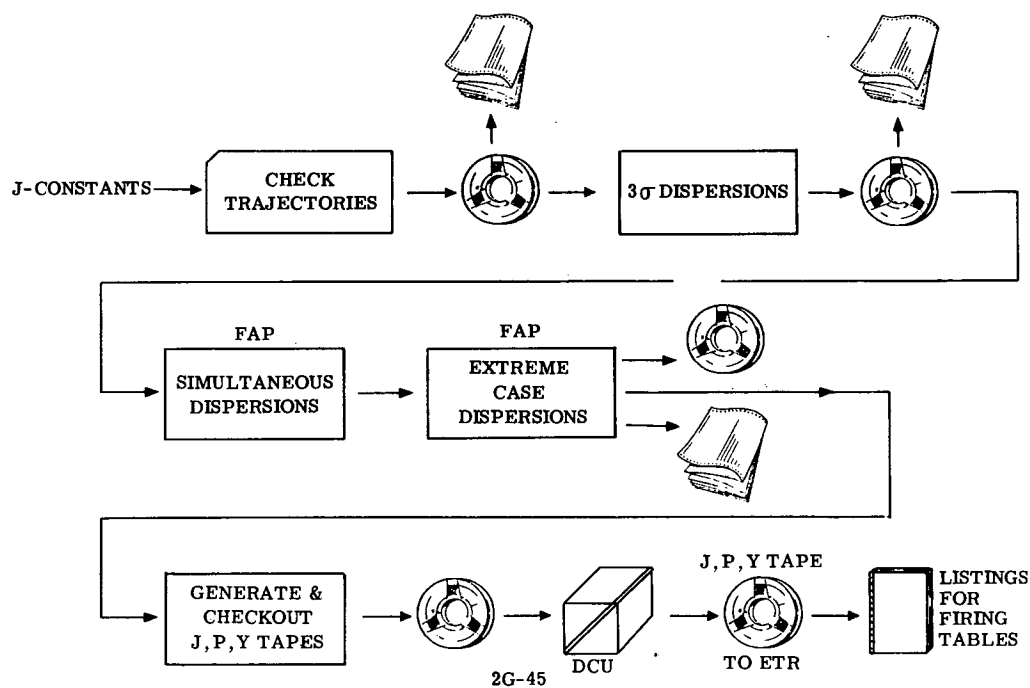 J-CONSTANTS
CHECK
TRAJECTORIES
3σ DISPERSIONS
FAP
SIMULTANEOUS
DISPERSIONS
FAP
EXTREME
CASE
DISPERSIONS
GENERATE &
CHECKOUT
J,P,Y TAPES
DCU
J,P,Y TAPE
TO ETR
LISTINGS
FOR
FIRING
TABLES
2G-45